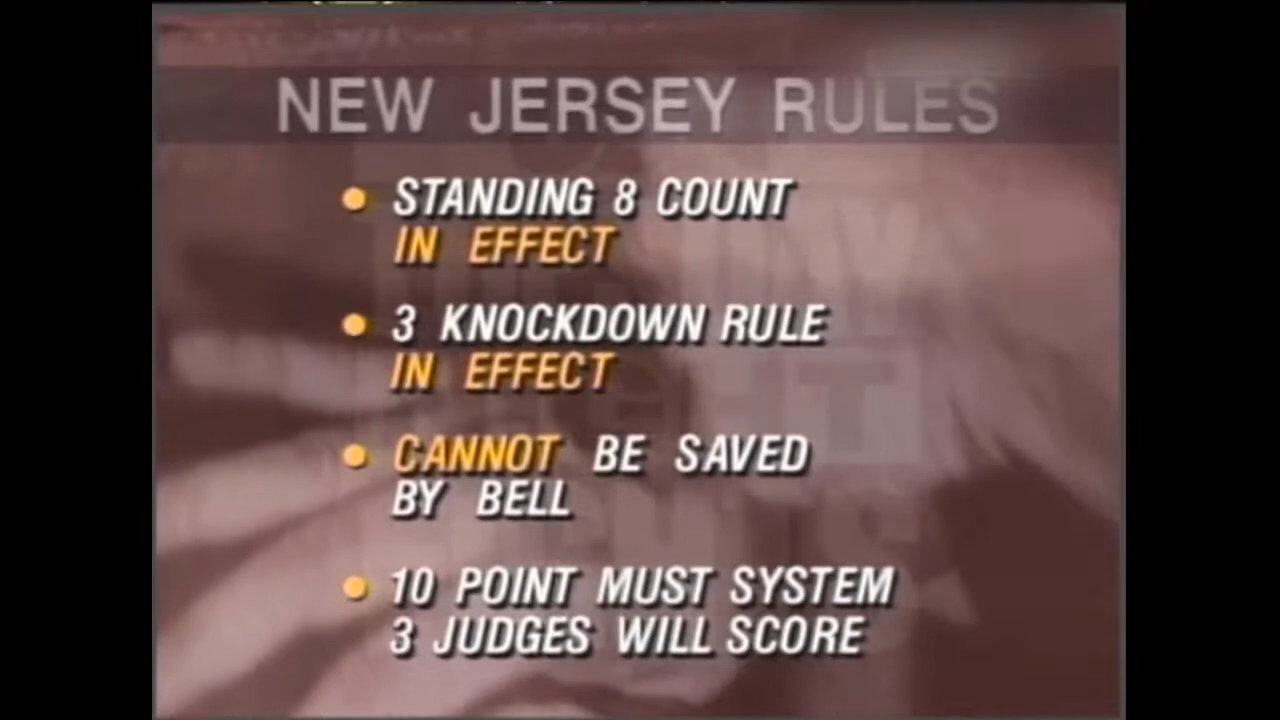 NEW JERSEY RULES
• STANDING 8 COUNT
IN EFFECT
• 3 KNOCKDOWN RULE
IN EFFECT
• CANNOT BE SAVED
BY BELL
• 10 POINT MUST SYSTEM
3 JUDGES WILL SCORE